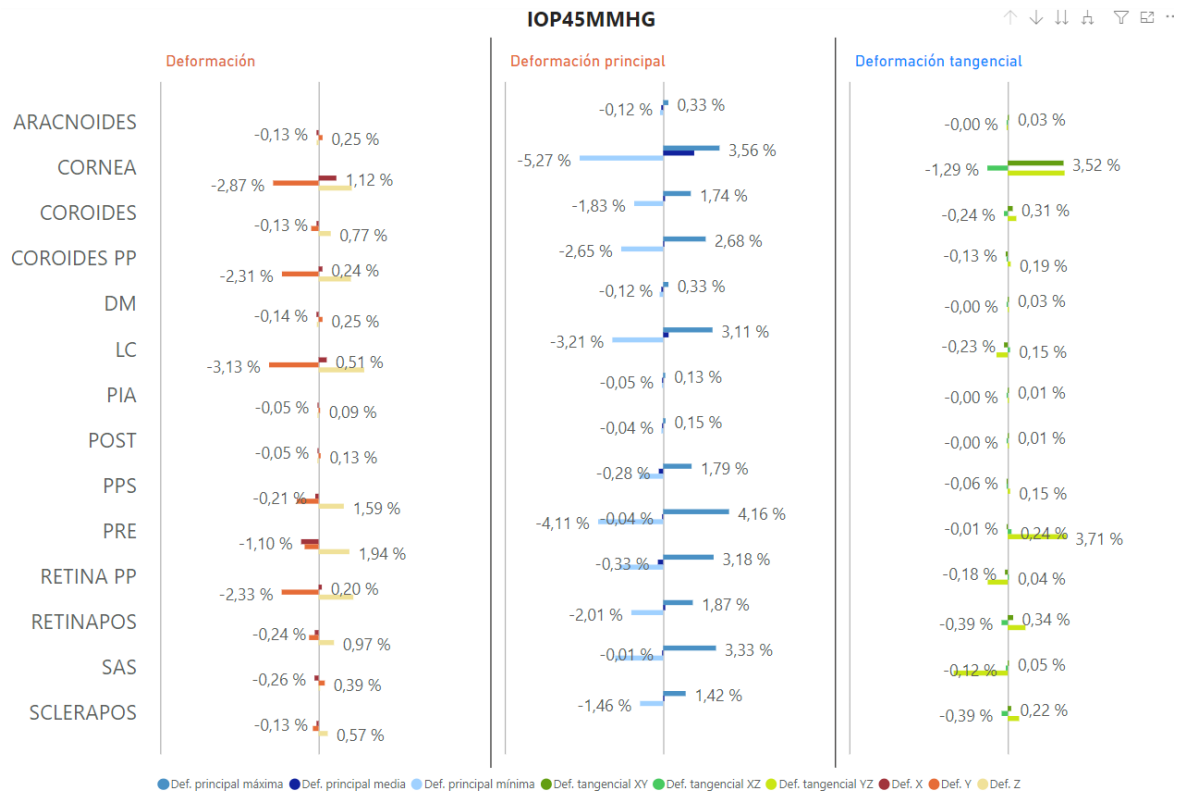 IOP45MMHG
Deformación
Deformación principal
Deformación tangencial
ARACNOIDES -0,13 % 0,25 % -0,12 % 0,33 % -0,00 % 0,03 %
CORNEA -2,87 % 1,12 % -5,27 % 3,56 % -1,29 % 3,52 %
COROIDES -0,13 % 0,77 % -1,83 % 1,74 % -0,24 % 0,31 %
COROIDES PP -2,31 % 0,24 % -2,65 % 2,68 % -0,13 % 0,19 %
DM -0,14 % 0,25 % -0,12 % 0,33 % -0,00 % 0,03 %
LC -3,13 % 0,51 % -3,21 % 3,11 % -0,23 % 0,15 %
PIA -0,05 % 0,09 % -0,05 % 0,13 % -0,00 % 0,01 %
POST -0,05 % 0,13 % -0,04 % 0,15 % -0,00 % 0,01 %
PPS -0,21 % 1,59 % -0,28 % 1,79 % -0,06 % 0,15 %
PRE -1,10 % 1,94 % -4,11 % -0,04 % 4,16 % -0,01 % 0,24 % 3,71 %
RETINA PP -2,33 % 0,20 % -0,33 % 3,18 % -0,18 % 0,04 %
RETINAPOS -0,24 % 0,97 % -2,01 % 1,87 % -0,39 % 0,34 %
SAS -0,26 % 0,39 % -0,01 % 3,33 % -0,12 % 0,05 %
SCLERAPOS -0,13 % 0,57 % -1,46 % 1,42 % -0,39 % 0,22 %
Def. principal máxima Def. principal media Def. principal mínima Def. tangencial XY Def. tangencial XZ Def. tangencial YZ Def. X Def. Y Def. Z